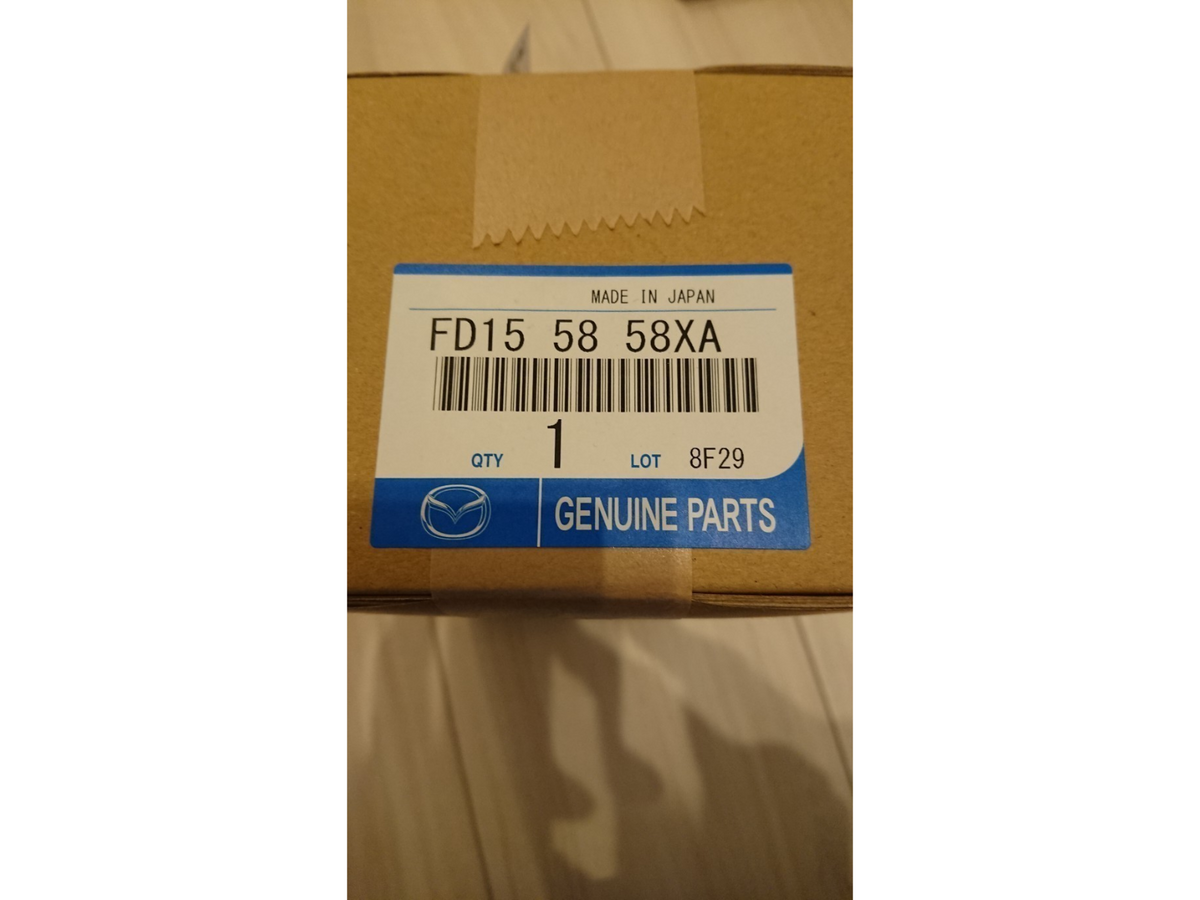 MADE IN JAPAN
FD15 58 58XA
QTY 1 LOT 8F29
GENUINE PARTS